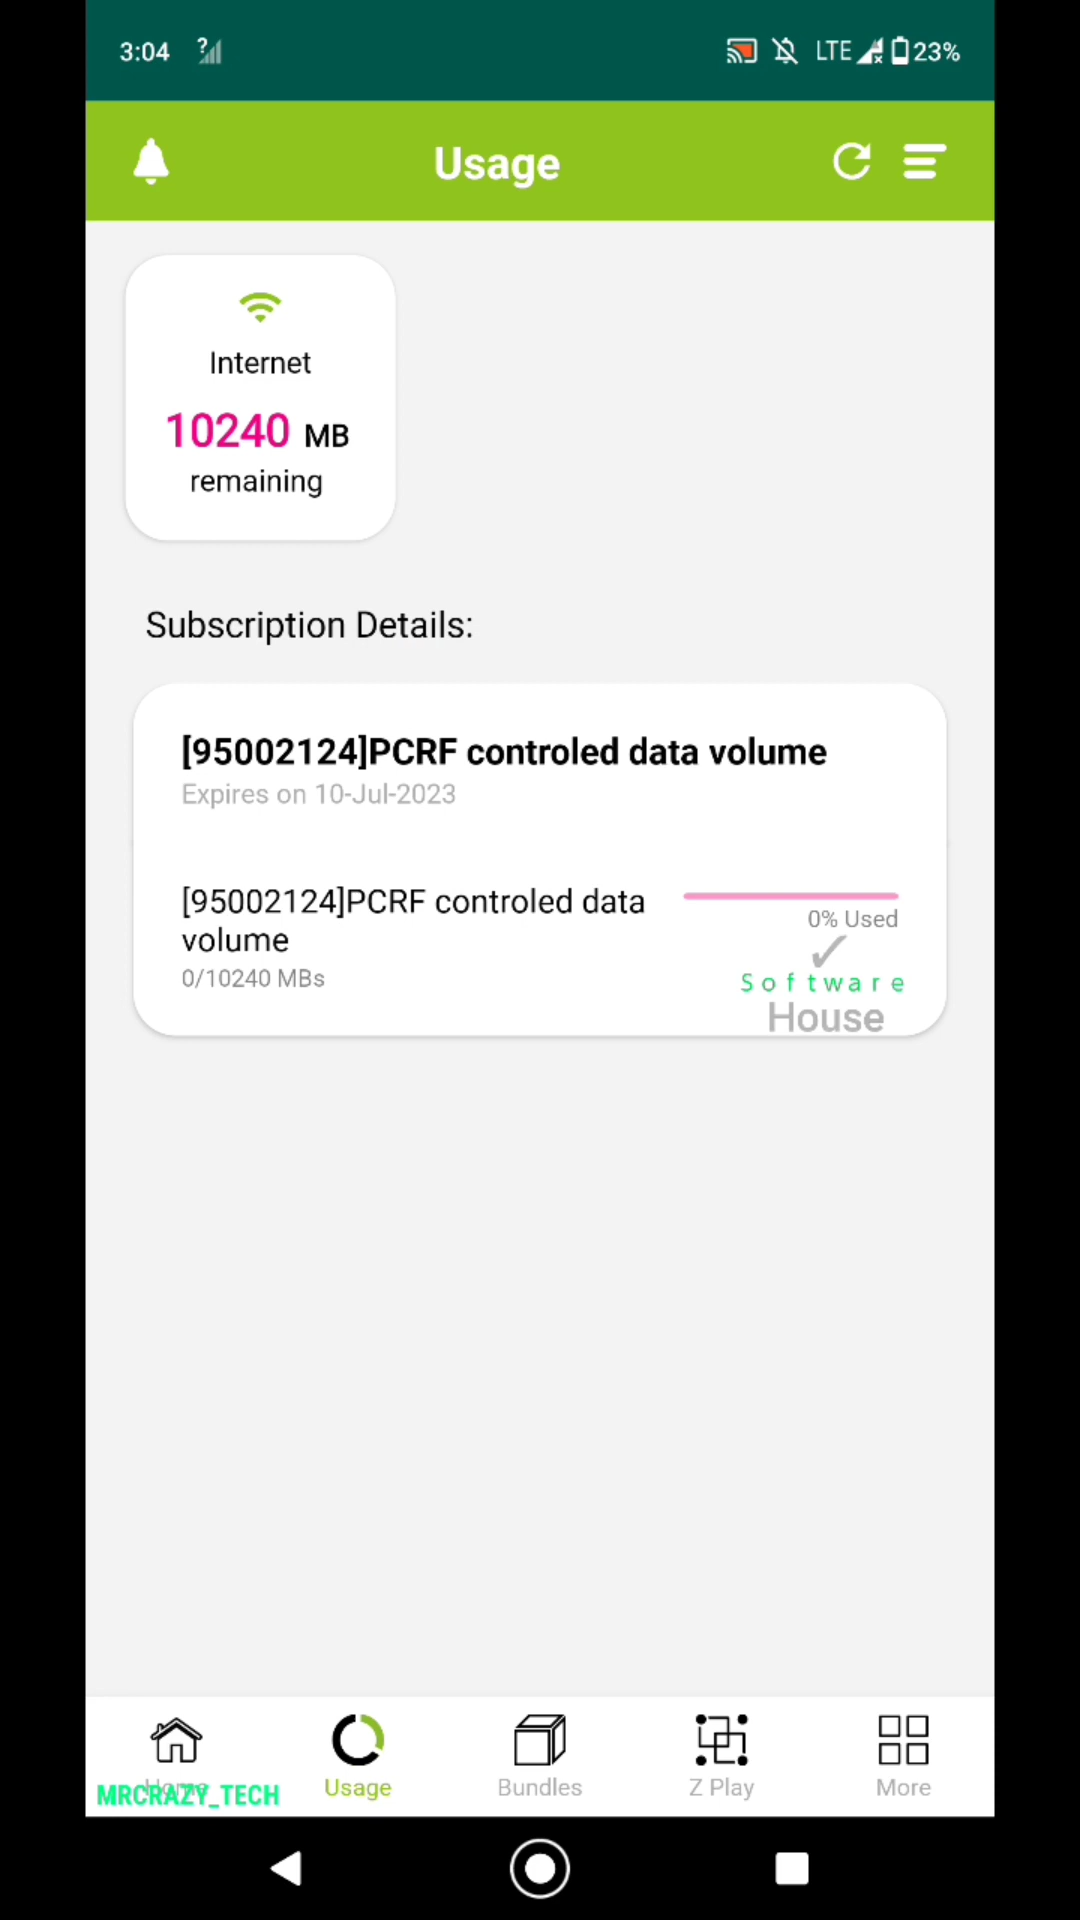 3:04
LTE
23%
Usage
Internet
10240 MB
remaining
Subscription Details:
[95002124]PCRF controled data volume
Expires on 10-Jul-2023
[95002124]PCRF controled data
volume
0/10240 MBs
0% Used
Software
House
Home
Usage
Bundles
Z Play
More
MRCRAZY_TECH